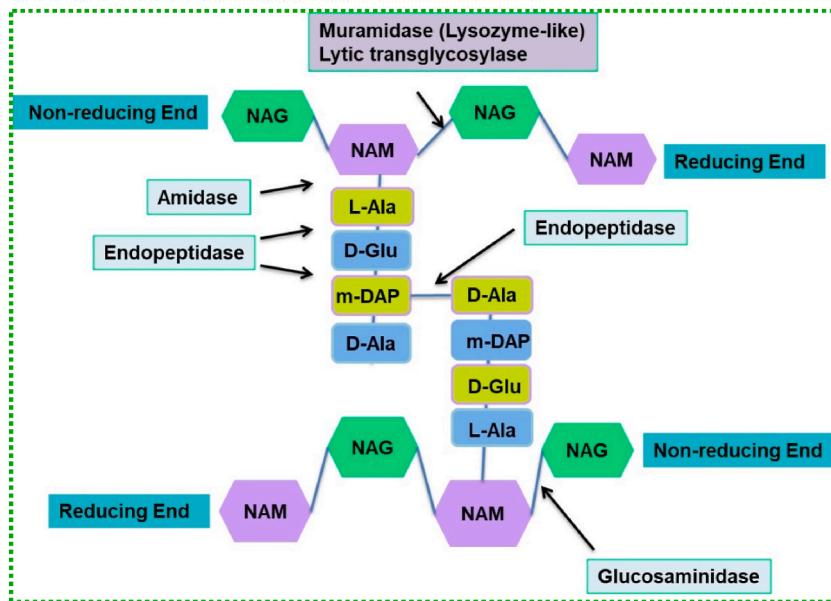 Muramidase (Lysozyme-like)
Lytic transglycosylase
Non-reducing End
NAG
NAG
NAM
NAM
Reducing End
Amidase
L-Ala
Endopeptidase
D-Glu
Endopeptidase
m-DAP
D-Ala
D-Ala
m-DAP
D-Glu
L-Ala
NAG
NAG
Non-reducing End
Reducing End
NAM
NAM
Glucosaminidase